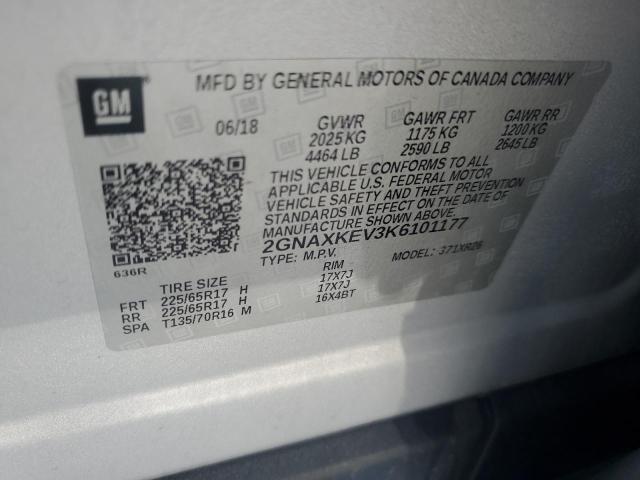 GM
MFD BY GENERAL MOTORS OF CANADA COMPANY
06/18 GVWR GAWR FRT GAWR RR
2025 KG 1175 KG 1200 KG
4464 LB 2590 LB 2645 LB
THIS VEHICLE CONFORMS TO ALL
APPLICABLE U.S. FEDERAL MOTOR
VEHICLE SAFETY AND THEFT PREVENTION
STANDARDS IN EFFECT ON THE DATE OF
MANUFACTURE SHOWN ABOVE.
2GNAXKEV3K6101177
636R TYPE: M.P.V. MODEL: 371XR26
TIRE SIZE RIM
FRT 225/65R17 H 17X7J
RR 225/65R17 H 17X7J
SPA T135/70R16 M 16X4BT